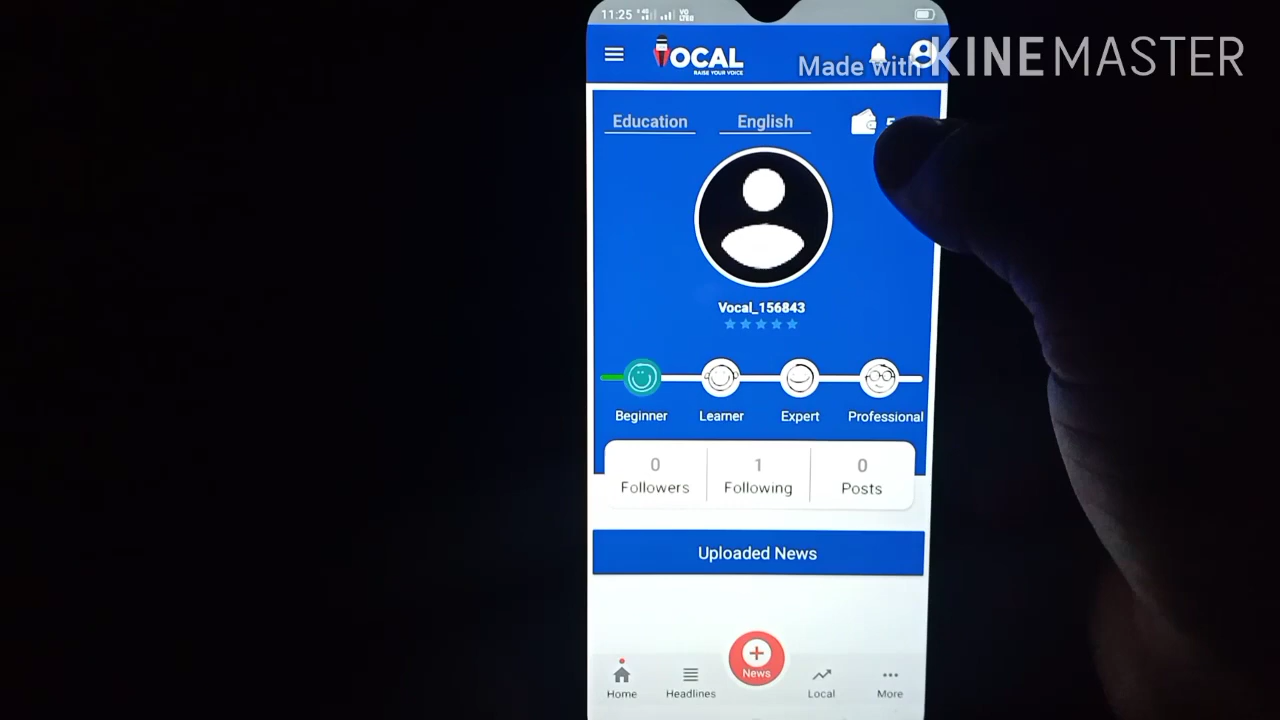 11:25
VOCAL
RAISE YOUR VOICE
Made with KINEMASTER
Education English
Vocal_156843
Beginner Learner Expert Professional
0 1 0
Followers Following Posts
Uploaded News
News
Home Headlines Local More